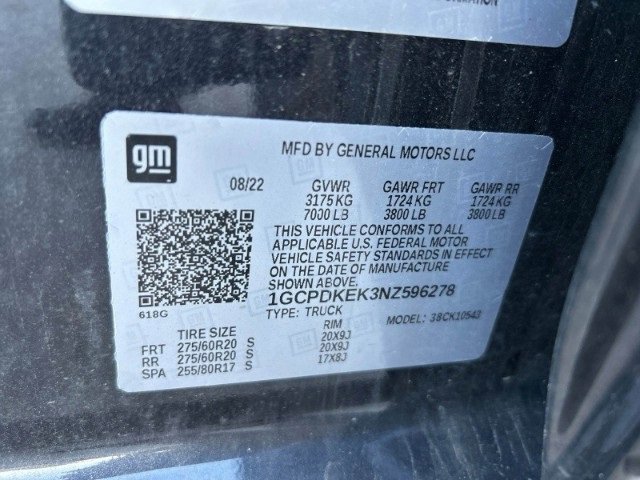 gm
MFD BY GENERAL MOTORS LLC
08/22 GVWR GAWR FRT GAWR RR
3175 KG 1724 KG 1724 KG
7000 LB 3800 LB 3800 LB
THIS VEHICLE CONFORMS TO ALL
APPLICABLE U.S. FEDERAL MOTOR
VEHICLE SAFETY STANDARDS IN EFFECT
ON THE DATE OF MANUFACTURE
SHOWN ABOVE.
618G 1GCPDKEK3NZ596278
TYPE: TRUCK MODEL: 38CK10543
TIRE SIZE RIM
FRT 275/60R20 S 20X9J
RR 275/60R20 S 20X9J
SPA 255/80R17 S 17X8J